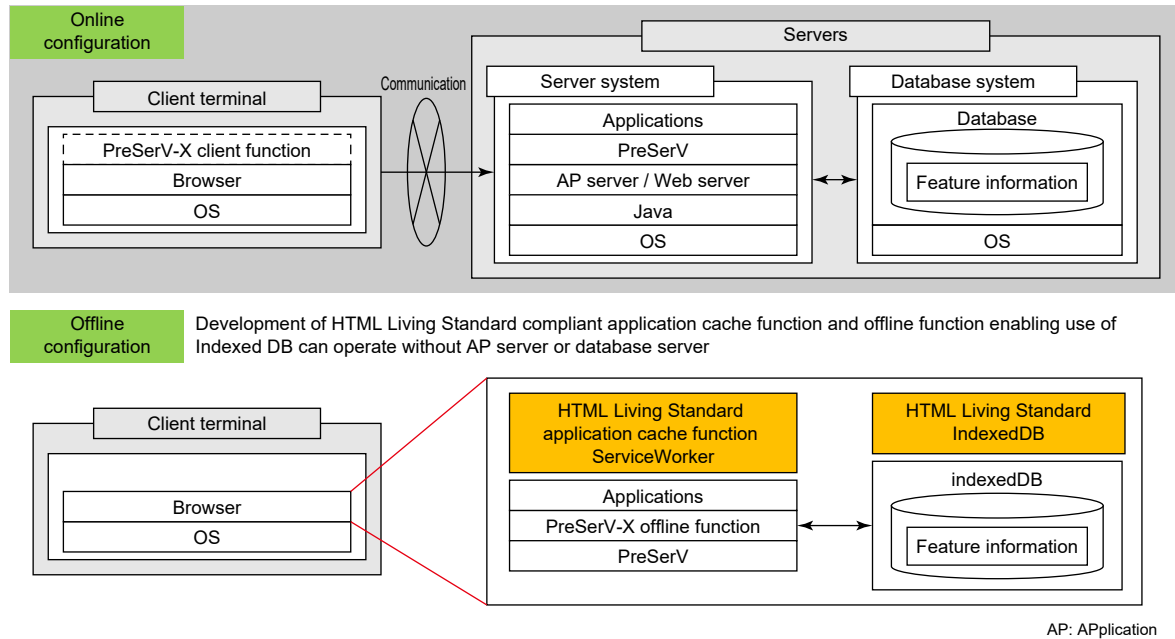 Online
configuration
Client terminal
PreSerV-X client function
Browser
OS
Communication
Servers
Server system
Applications
PreSerV
AP server / Web server
Java
OS
Database system
Database
Feature information
OS
Offline
configuration
Development of HTML Living Standard compliant application cache function and offline function enabling use of
Indexed DB can operate without AP server or database server
Client terminal
Browser
OS
HTML Living Standard
application cache function
ServiceWorker
Applications
PreSerV-X offline function
PreSerV
HTML Living Standard
IndexedDB
indexedDB
Feature information
AP: APplication